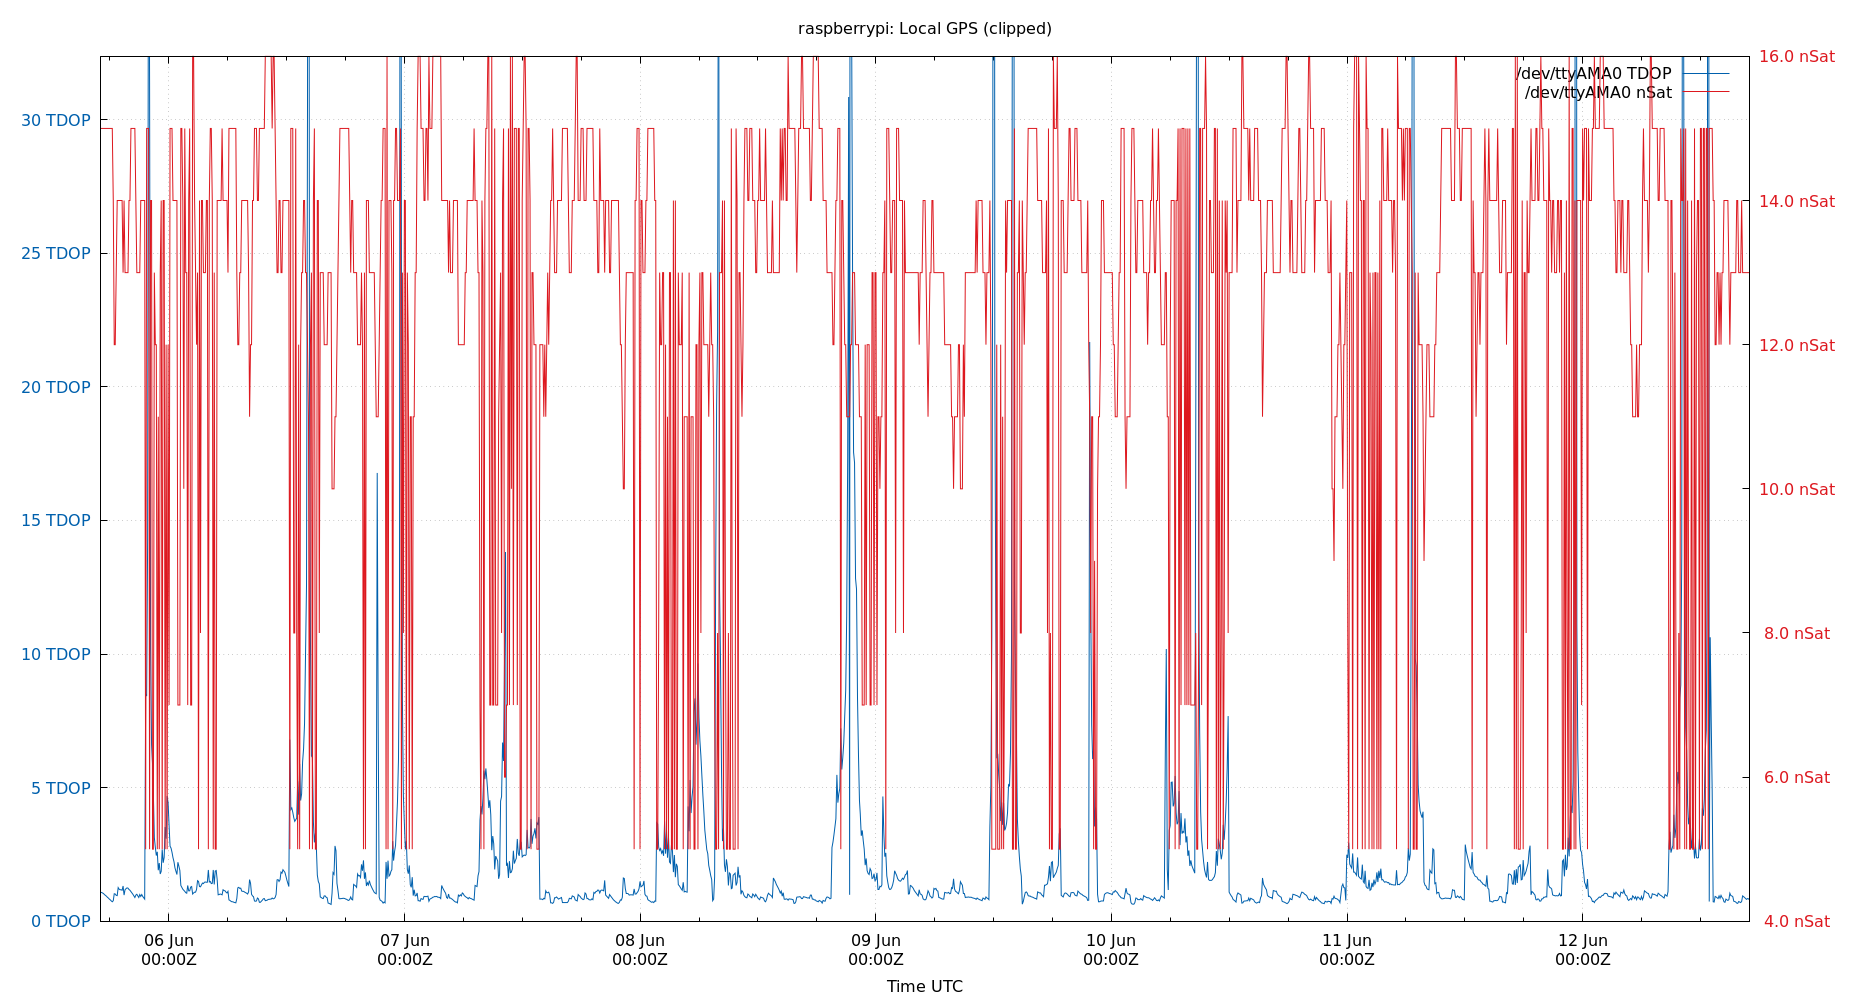 raspberrypi: Local GPS (clipped)
/dev/ttyAMA0 TDOP
/dev/ttyAMA0 nSat
30 TDOP
25 TDOP
20 TDOP
15 TDOP
10 TDOP
5 TDOP
0 TDOP
16.0 nSat
14.0 nSat
12.0 nSat
10.0 nSat
8.0 nSat
6.0 nSat
4.0 nSat
06 Jun
00:00Z
07 Jun
00:00Z
08 Jun
00:00Z
09 Jun
00:00Z
10 Jun
00:00Z
11 Jun
00:00Z
12 Jun
00:00Z
Time UTC